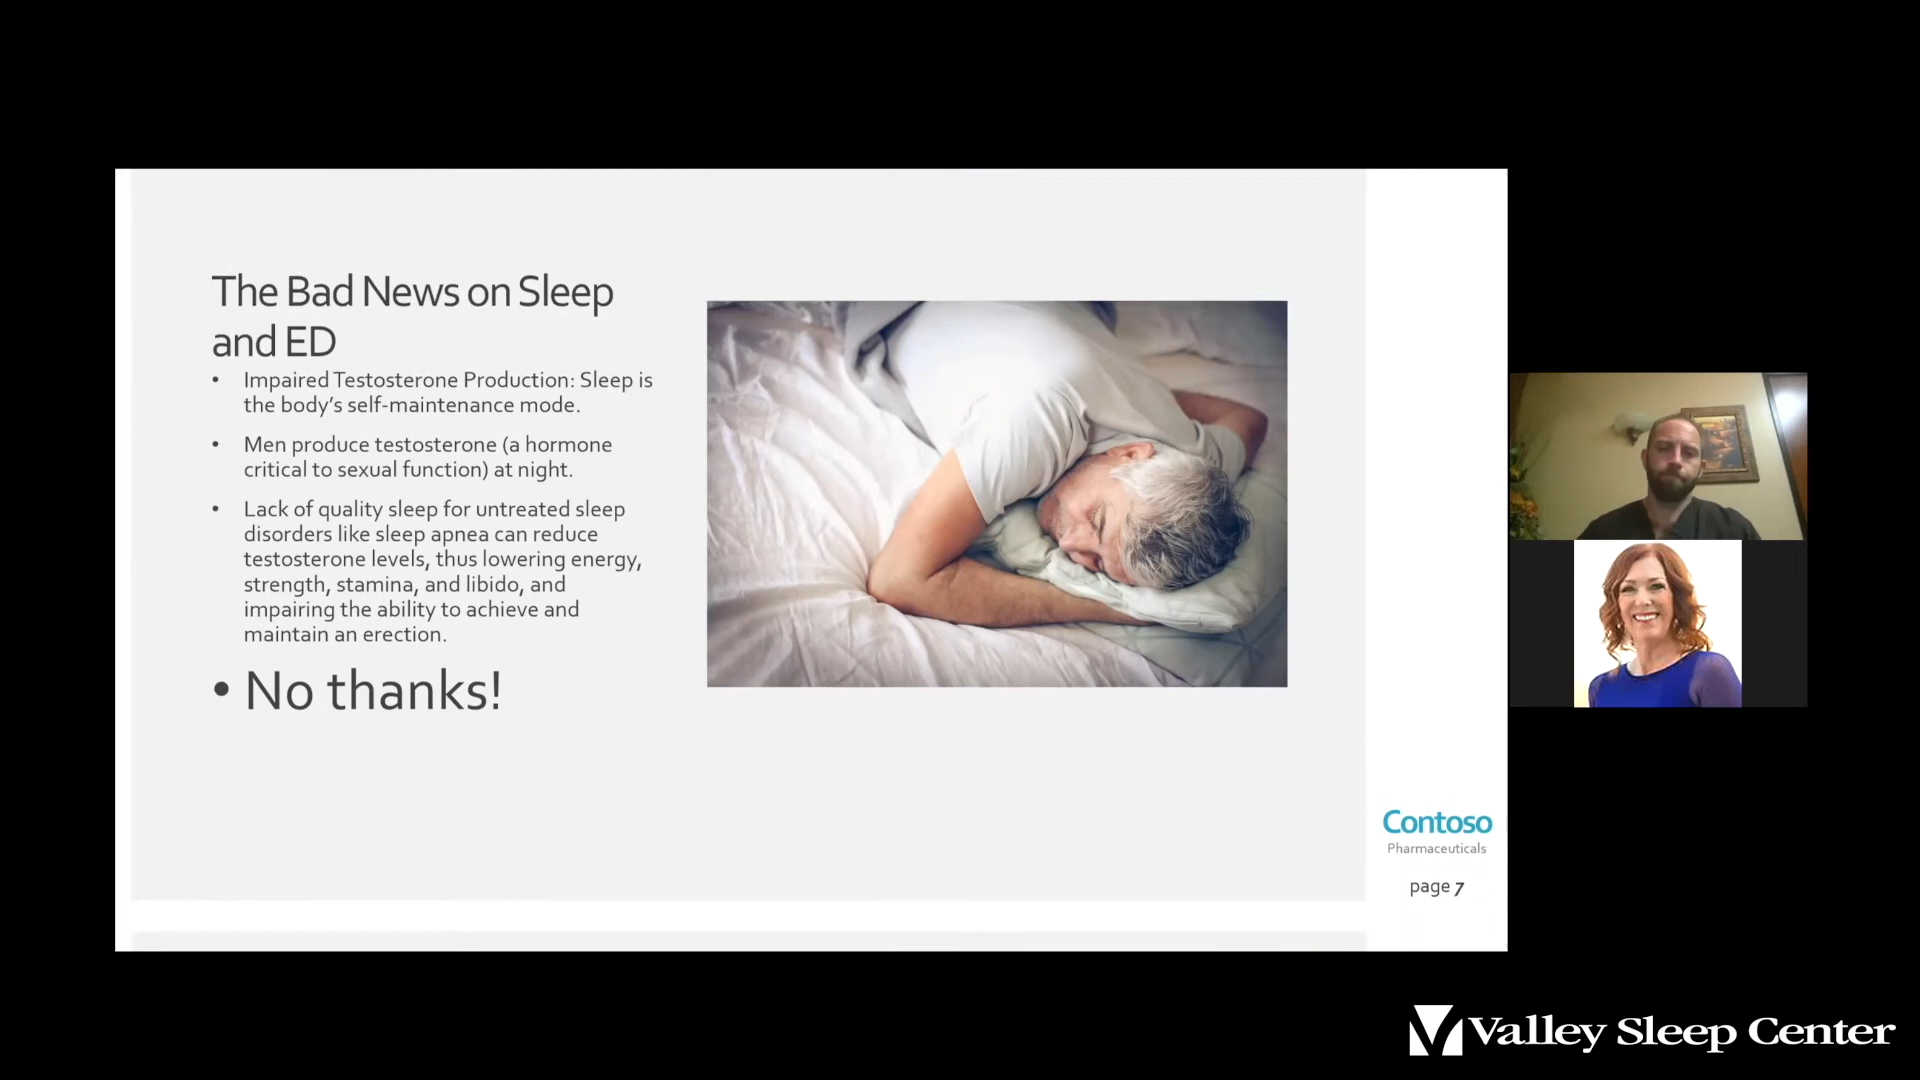 The Bad News on Sleep
and ED
• Impaired Testosterone Production: Sleep is
the body’s self-maintenance mode.
• Men produce testosterone (a hormone
critical to sexual function) at night.
• Lack of quality sleep for untreated sleep
disorders like sleep apnea can reduce
testosterone levels, thus lowering energy,
strength, stamina, and libido, and
impairing the ability to achieve and
maintain an erection.
• No thanks!
Contoso
Pharmaceuticals
page 7
Valley Sleep Center